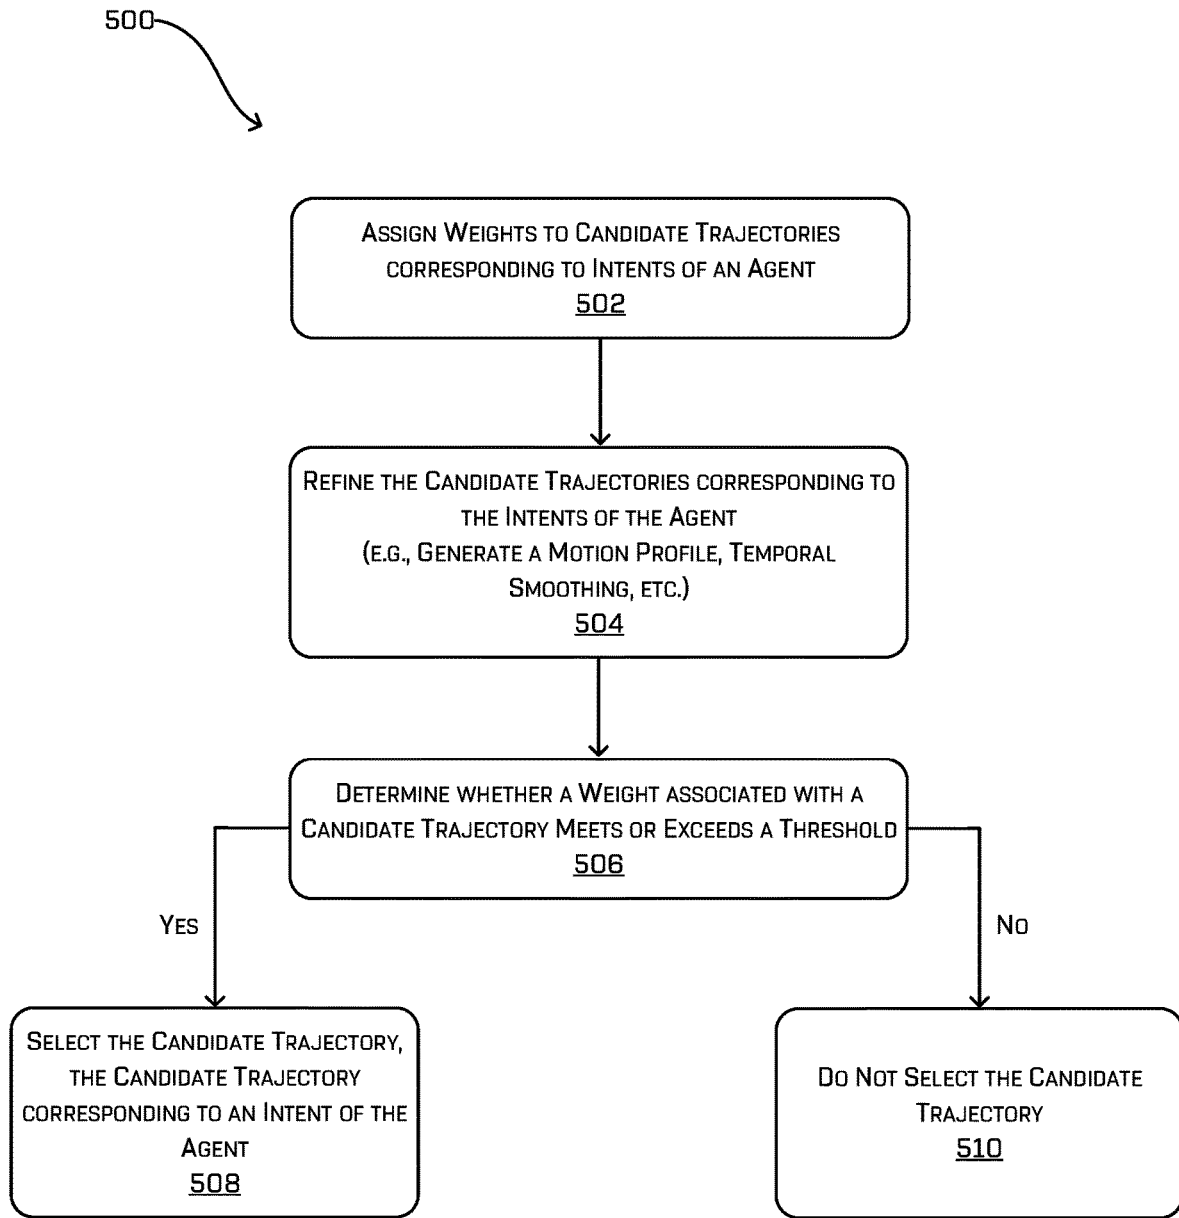 500
Assign Weights to Candidate Trajectories
corresponding to Intents of an Agent
502
Refine the Candidate Trajectories corresponding to
the Intents of the Agent
(e.g., Generate a Motion Profile, Temporal
Smoothing, etc.)
504
Determine whether a Weight associated with a
Candidate Trajectory Meets or Exceeds a Threshold
506
Yes
No
Select the Candidate Trajectory,
the Candidate Trajectory
corresponding to an Intent of the
Agent
508
Do Not Select the Candidate
Trajectory
510